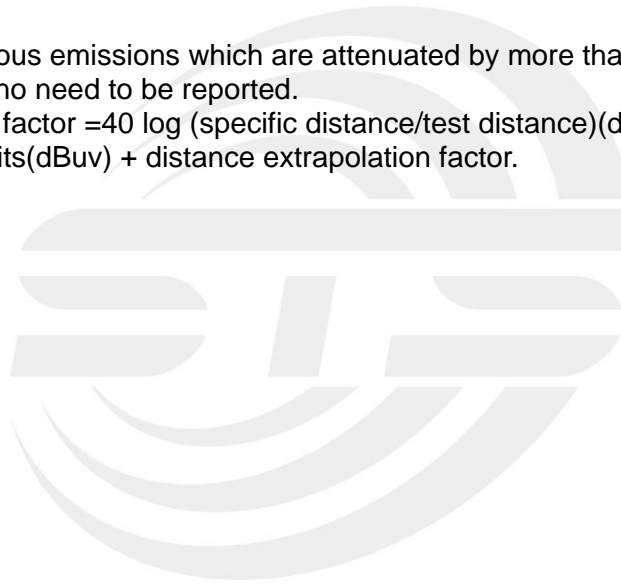 ous emissions which are attenuated by more tha
no need to be reported.
factor =40 log (specific distance/test distance)(d
its(dBuv) + distance extrapolation factor.
STS